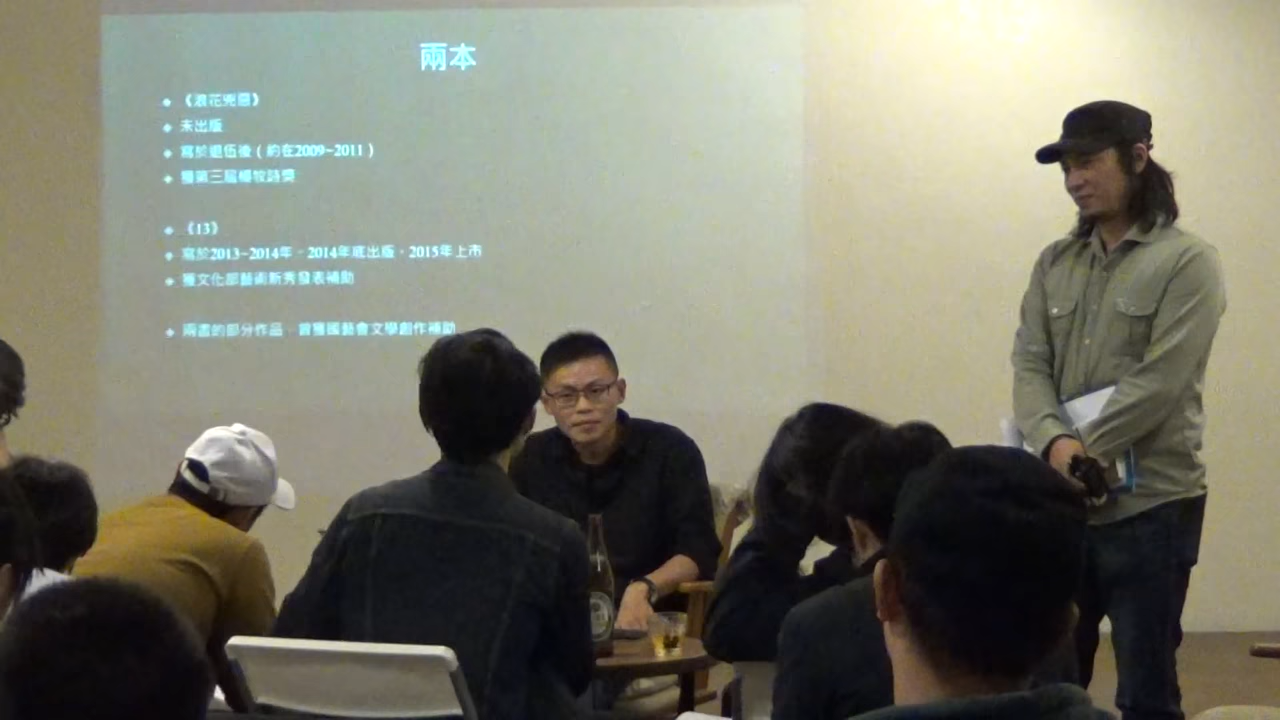 兩本
◆ 《浪花兇惡》
◆ 未出版
◆ 寫於退伍後（約在2009~2011）
◆ 獲第三屆楊牧詩獎
◆ 《13》
◆ 寫於2013~2014年，2014年底出版，2015年上市
◆ 獲文化部藝術新秀發表補助
◆ 兩書的部分作品，曾獲國藝會文學創作補助